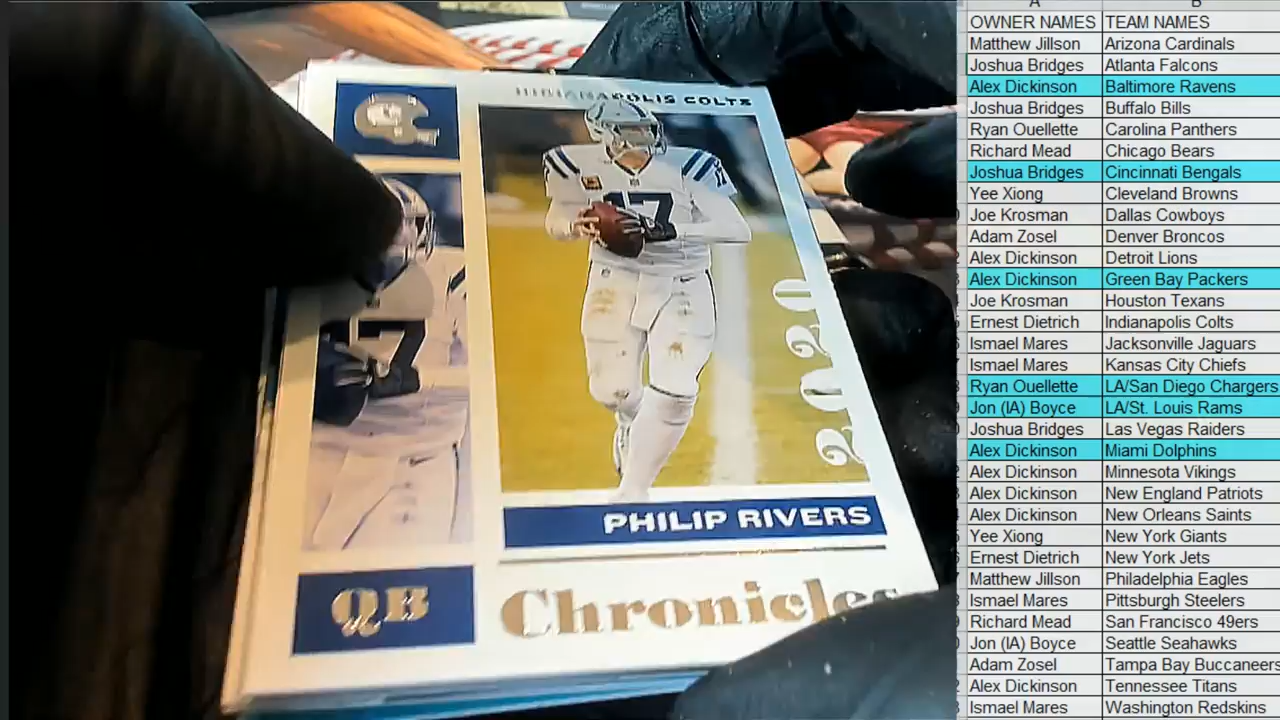 INDIANAPOLIS COLTS
17
2020
PHILIP RIVERS
QB
Chronicles
A B
OWNER NAMES TEAM NAMES
Matthew Jillson Arizona Cardinals
Joshua Bridges Atlanta Falcons
Alex Dickinson Baltimore Ravens
Joshua Bridges Buffalo Bills
Ryan Ouellette Carolina Panthers
Richard Mead Chicago Bears
Joshua Bridges Cincinnati Bengals
Yee Xiong Cleveland Browns
Joe Krosman Dallas Cowboys
Adam Zosel Denver Broncos
Alex Dickinson Detroit Lions
Alex Dickinson Green Bay Packers
Joe Krosman Houston Texans
Ernest Dietrich Indianapolis Colts
Ismael Mares Jacksonville Jaguars
Ismael Mares Kansas City Chiefs
Ryan Ouellette LA/San Diego Chargers
Jon (IA) Boyce LA/St. Louis Rams
Joshua Bridges Las Vegas Raiders
Alex Dickinson Miami Dolphins
Alex Dickinson Minnesota Vikings
Alex Dickinson New England Patriots
Alex Dickinson New Orleans Saints
Yee Xiong New York Giants
Ernest Dietrich New York Jets
Matthew Jillson Philadelphia Eagles
Ismael Mares Pittsburgh Steelers
Richard Mead San Francisco 49ers
Jon (IA) Boyce Seattle Seahawks
Adam Zosel Tampa Bay Buccaneers
Alex Dickinson Tennessee Titans
Ismael Mares Washington Redskins